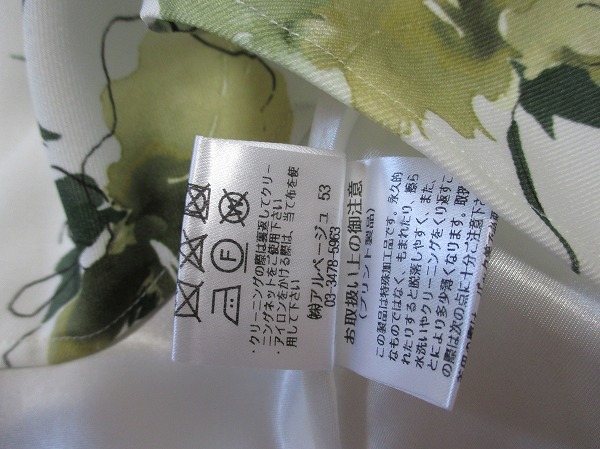 F
・クリーニングの際は裏返してクリー
ニングネットをご使用下さい
・アイロンをかける際は、当て布を使
用して下さい
㈱アルページュ 53
03-3478-5963
お取扱い上の御注意
(プリント製品)
この製品は特殊加工品です。永久的
なものではなく、もまれたり、擦ら
れたりすると脱落しやすく、また、
水洗いやクリーニングをくり返すこ
とにより多少薄くなります。取扱
の際は次の点に十分ご注意下さ